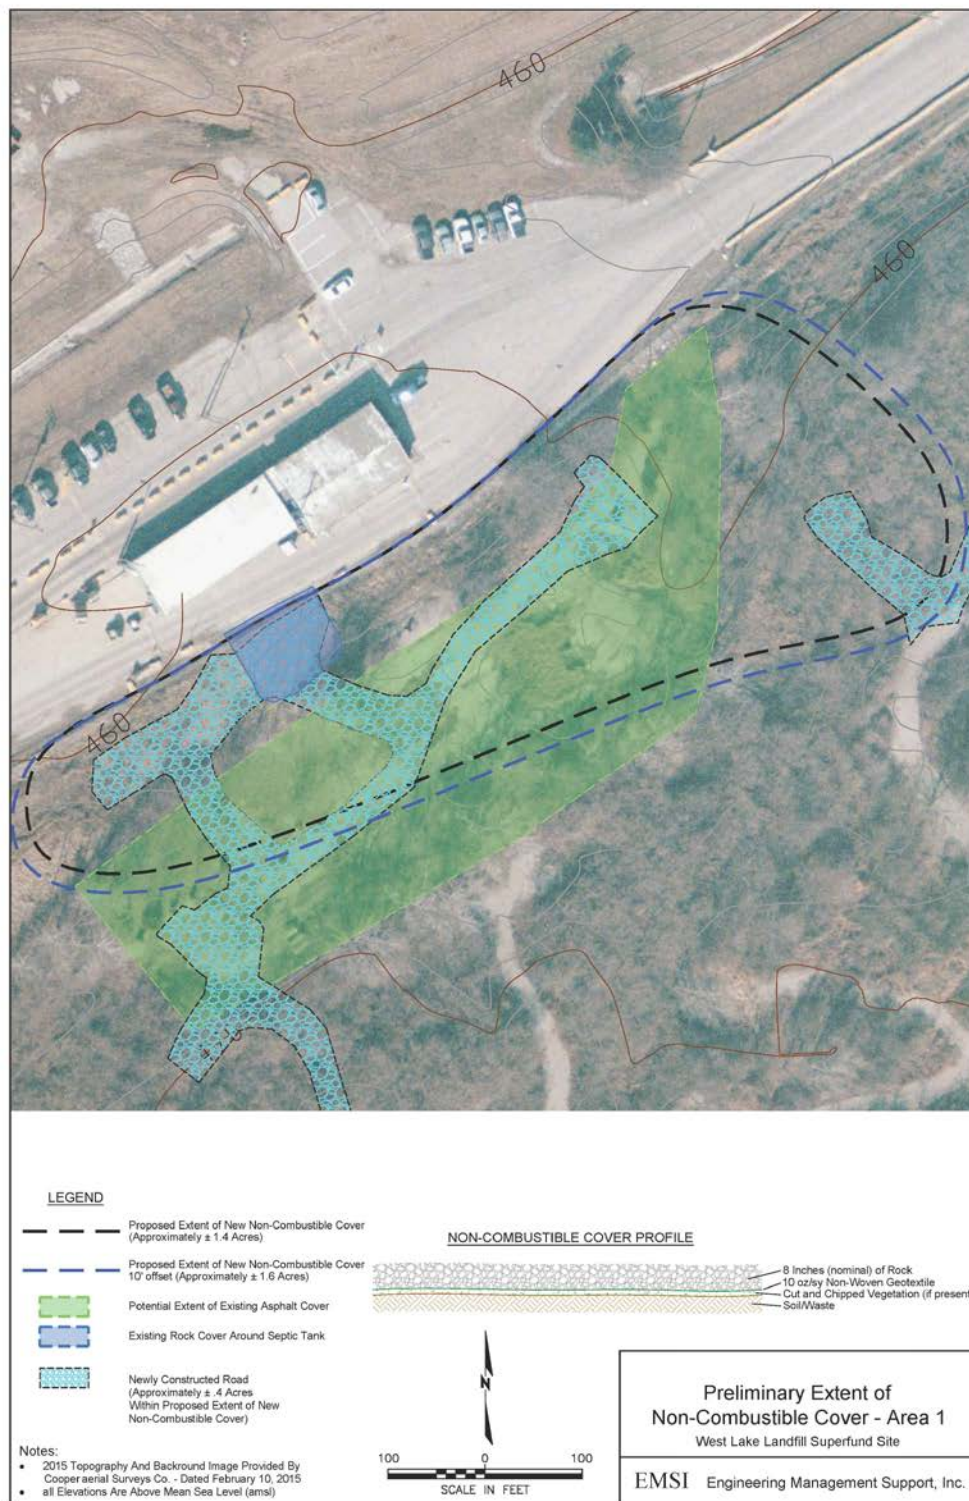 460
460
460
LEGEND
Proposed Extent of New Non-Combustible Cover
(Approximately ± 1.4 Acres)
Proposed Extent of New Non-Combustible Cover
10' offset (Approximately ± 1.6 Acres)
Potential Extent of Existing Asphalt Cover
Existing Rock Cover Around Septic Tank
Newly Constructed Road
(Approximately ± .4 Acres
Within Proposed Extent of New
Non-Combustible Cover)
Notes:
• 2015 Topography And Backround Image Provided By
Cooper aerial Surveys Co. - Dated February 10, 2015
• all Elevations Are Above Mean Sea Level (amsl)
NON-COMBUSTIBLE COVER PROFILE
8 Inches (nominal) of Rock
10 oz/sy Non-Woven Geotextile
Cut and Chipped Vegetation (if present
Soil/Waste
N
100 0 100
SCALE IN FEET
Preliminary Extent of
Non-Combustible Cover - Area 1
West Lake Landfill Superfund Site
EMSI Engineering Management Support, Inc.